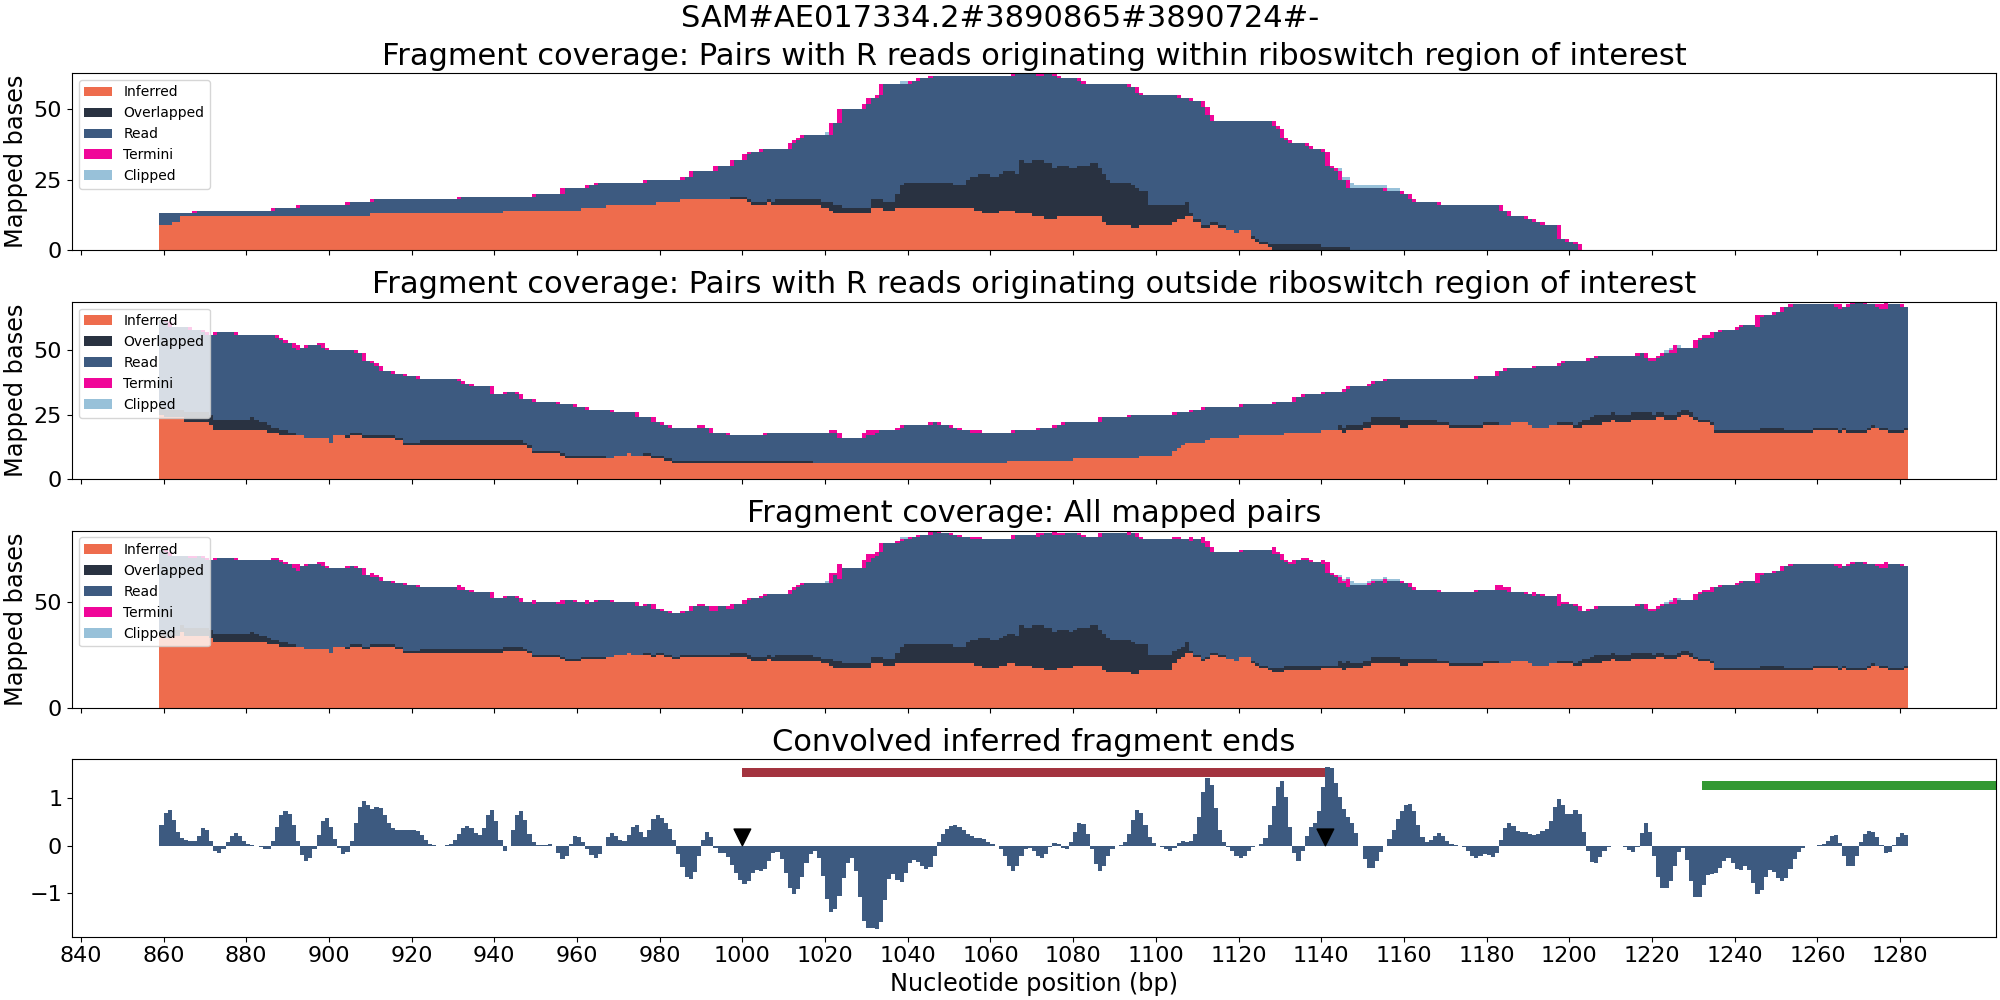 SAM#AE017334.2#3890865#3890724#-
Fragment coverage: Pairs with R reads originating within riboswitch region of interest
Mapped bases
50
25
0
Inferred
Overlapped
Read
Termini
Clipped
Fragment coverage: Pairs with R reads originating outside riboswitch region of interest
Mapped bases
50
25
0
Inferred
Overlapped
Read
Termini
Clipped
Fragment coverage: All mapped pairs
Mapped bases
50
0
Inferred
Overlapped
Read
Termini
Clipped
Convolved inferred fragment ends
1
0
−1
840 860 880 900 920 940 960 980 1000 1020 1040 1060 1080 1100 1120 1140 1160 1180 1200 1220 1240 1260 1280
Nucleotide position (bp)